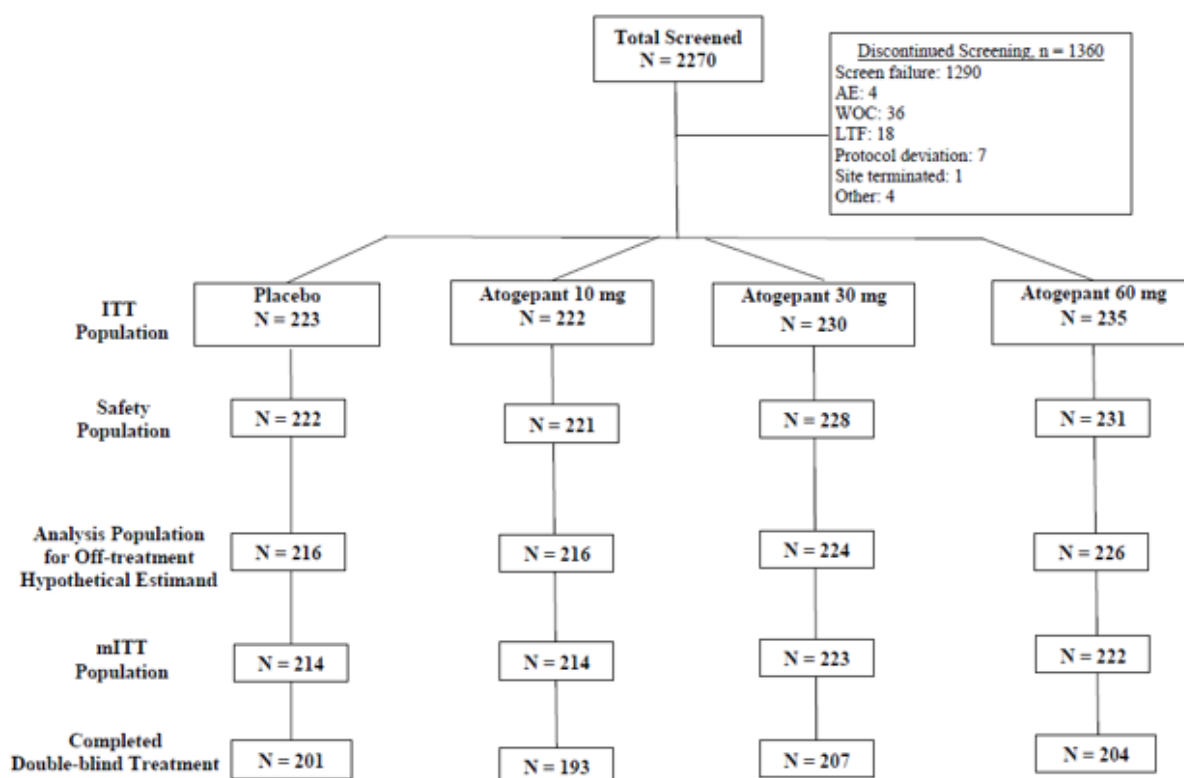 Total Screened
N = 2270
Discontinued Screening, n = 1360
Screen failure: 1290
AE: 4
WOC: 36
LTF: 18
Protocol deviation: 7
Site terminated: 1
Other: 4
ITT
Population
Placebo
N = 223
Atogepant 10 mg
N = 222
Atogepant 30 mg
N = 230
Atogepant 60 mg
N = 235
Safety
Population
N = 222
N = 221
N = 228
N = 231
Analysis Population
for Off-treatment
Hypothetical Estimand
N = 216
N = 216
N = 224
N = 226
mITT
Population
N = 214
N = 214
N = 223
N = 222
Completed
Double-blind Treatment
N = 201
N = 193
N = 207
N = 204